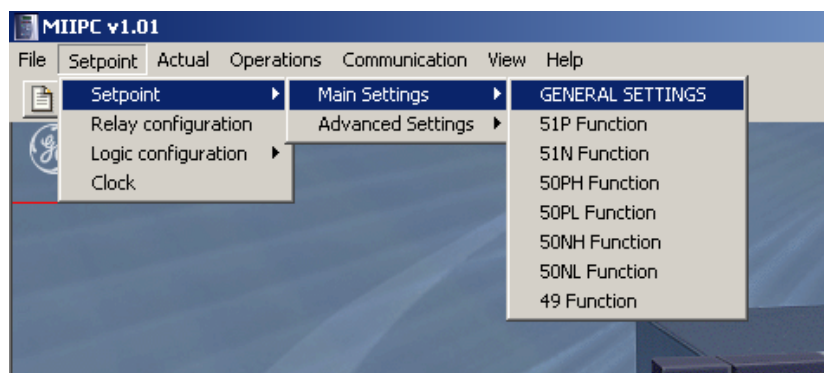 MIIPC v1.01
File Setpoint Actual Operations Communication View Help
Setpoint Main Settings GENERAL SETTINGS
Relay configuration Advanced Settings 51P Function
Logic configuration 51N Function
Clock 50PH Function
50PL Function
50NH Function
50NL Function
49 Function